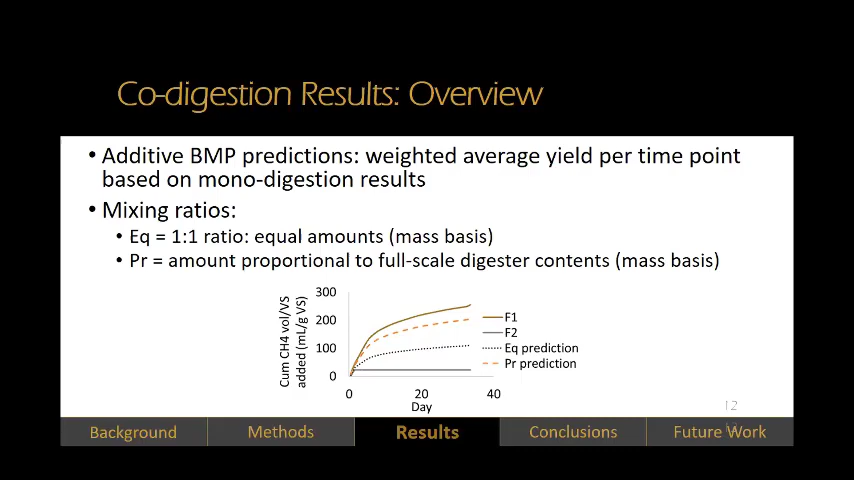 Co-digestion Results: Overview
• Additive BMP predictions: weighted average yield per time point
based on mono-digestion results
• Mixing ratios:
• Eq = 1:1 ratio: equal amounts (mass basis)
• Pr = amount proportional to full-scale digester contents (mass basis)
Cum CH4 vol/VS
added (mL/g VS)
300
200
100
0
0
20
40
Day
F1
F2
Eq prediction
Pr prediction
12
Background
Methods
Results
Conclusions
Future Work